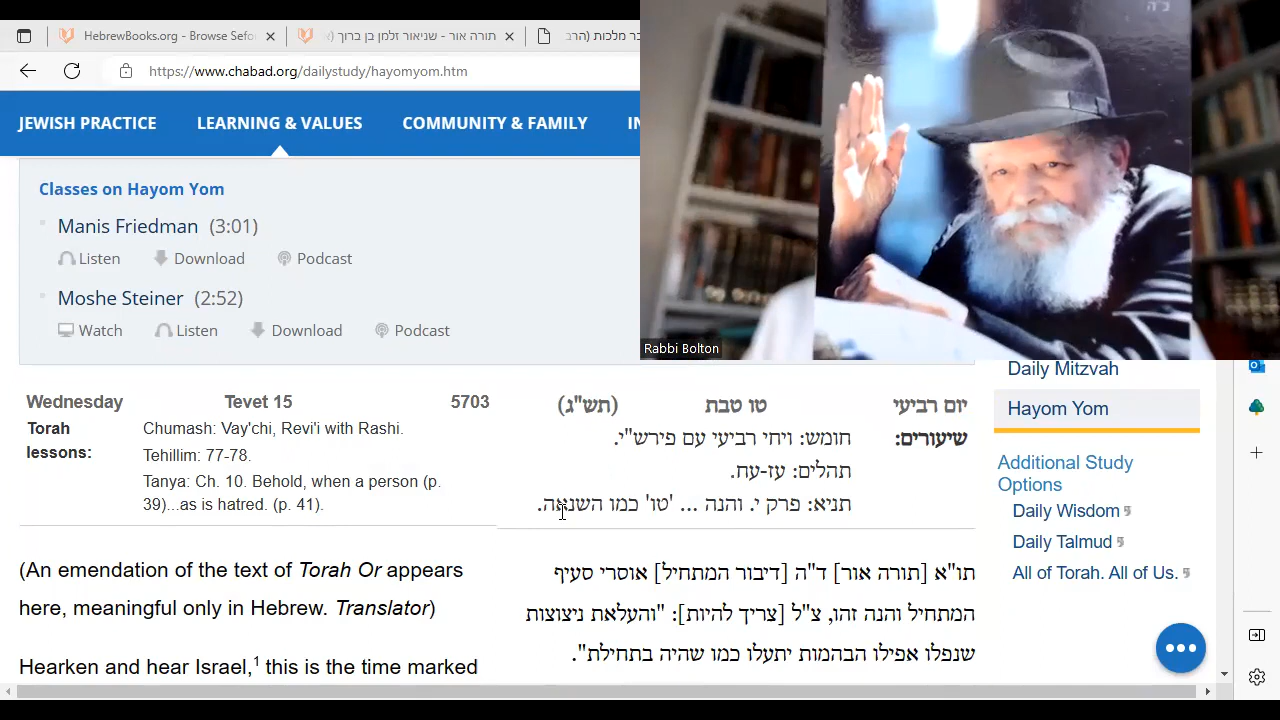 HebrewBooks.org - Browse Sefo
תורה אור - שניאור זלמן בן ברוך
בר מלכות (הרב
https://www.chabad.org/dailystudy/hayomyom.htm
JEWISH PRACTICE
LEARNING & VALUES
COMMUNITY & FAMILY
IN
Classes on Hayom Yom
Manis Friedman (3:01)
Listen Download Podcast
Moshe Steiner (2:52)
Watch Listen Download Podcast
Rabbi Bolton
Wednesday Tevet 15 5703
Torah lessons:
Chumash: Vay'chi, Revi'i with Rashi.
Tehillim: 77-78.
Tanya: Ch. 10. Behold, when a person (p.
39)...as is hatred. (p. 41).
יום רביעי טו טבת (תש"ג)
שיעורים:
חומש: ויחי רביעי עם פירש"י.
תהלים: עז-עח.
תניא: פרק י. והנה ... 'טו' כמו השנאה.
(An emendation of the text of Torah Or appears
here, meaningful only in Hebrew. Translator)
Hearken and hear Israel,1 this is the time marked
תו"א [תורה אור] ד"ה [דיבור המתחיל] אוסרי סעיף
המתחיל והנה זהו, צ"ל [צריך להיות]: "והעלאת ניצוצות
שנפלו אפילו הבהמות יתעלו כמו שהיה בתחילת".
Daily Mitzvah
Hayom Yom
Additional Study
Options
Daily Wisdom
Daily Talmud
All of Torah. All of Us.